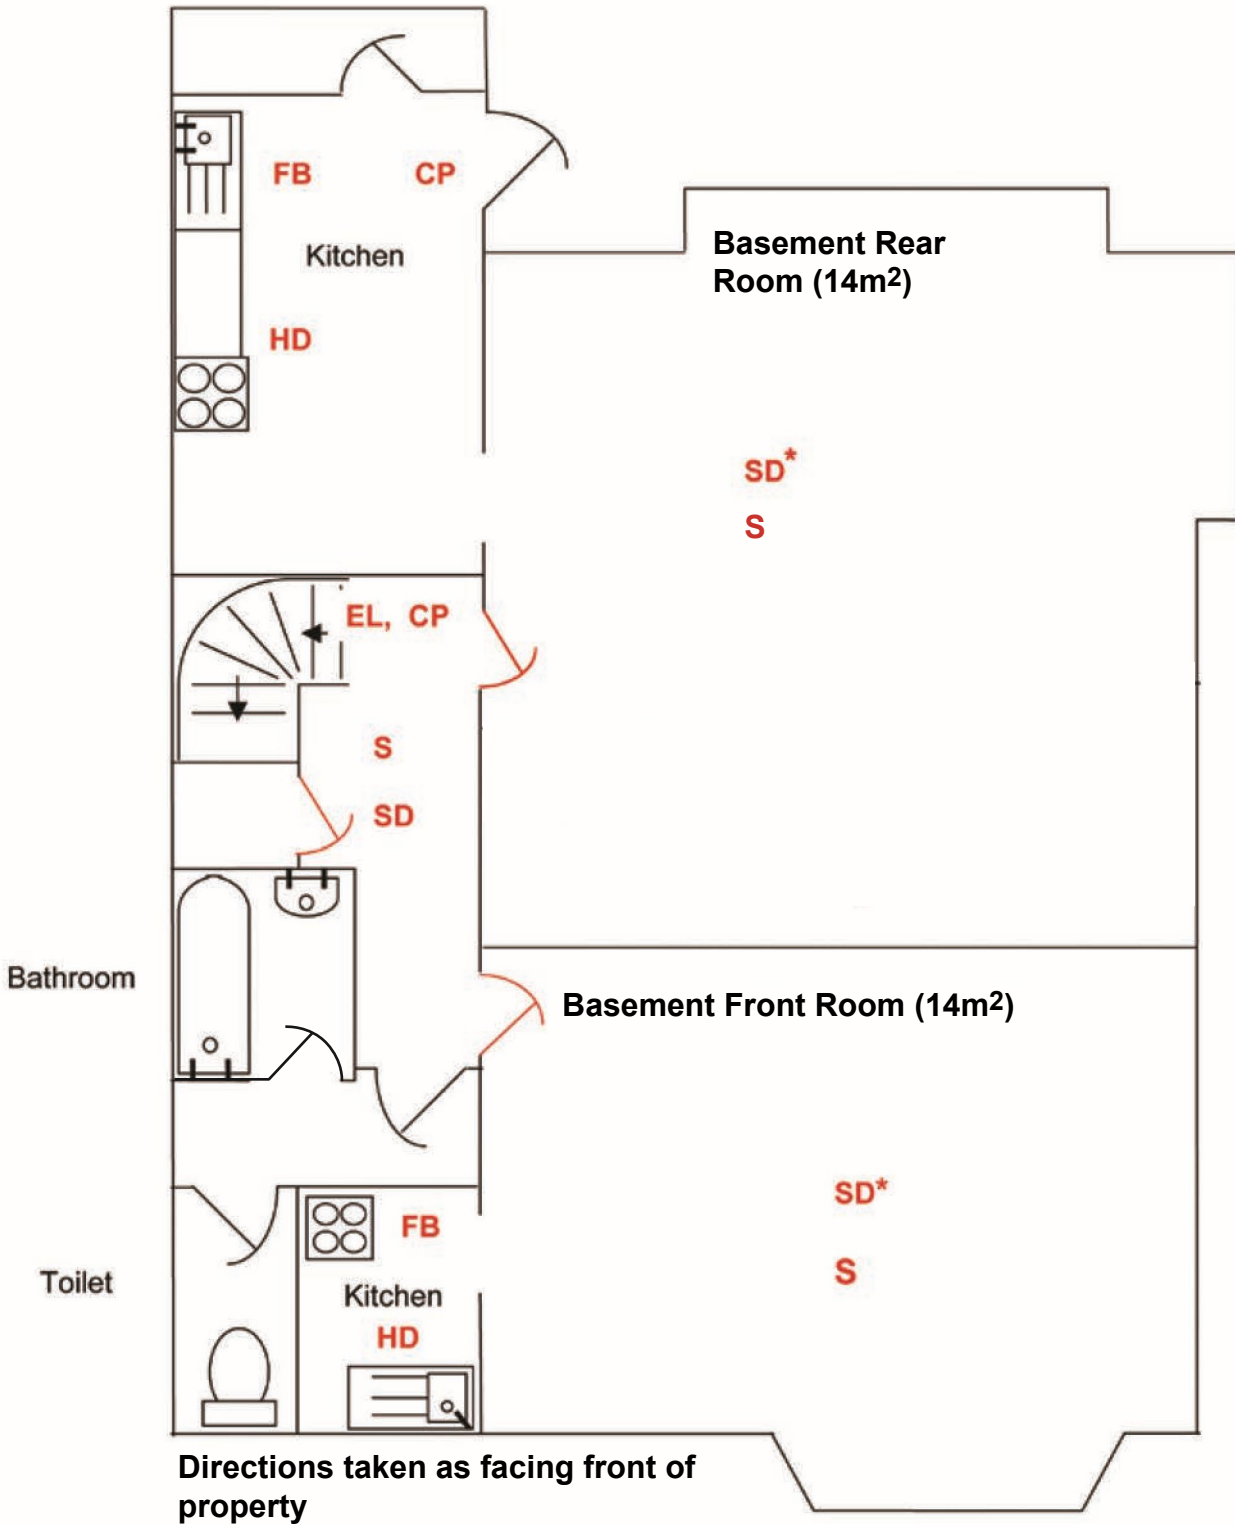 FB CP
Kitchen
Basement Rear
Room (14m2)
HD
SD*
S
EL, CP
S
SD
Bathroom
Basement Front Room (14m2)
SD*
FB
S
Toilet
Kitchen
HD
Directions taken as facing front of
property